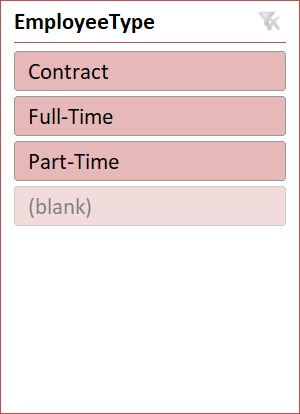 EmployeeType
Contract
Full-Time
Part-Time
(blank)